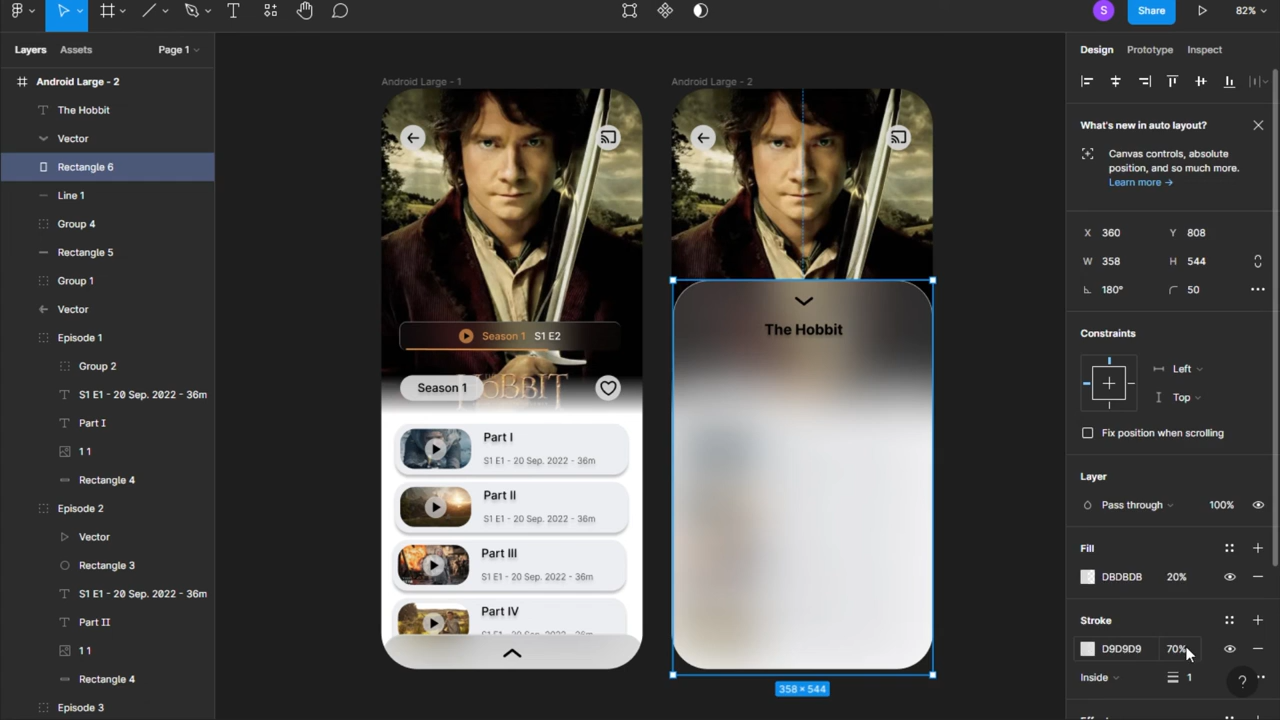 S
Share
82%
Layers
Assets
Page 1
Android Large - 2
The Hobbit
Vector
Rectangle 6
Line 1
Group 4
Rectangle 5
Group 1
Vector
Episode 1
Group 2
S1 E1 - 20 Sep. 2022 - 36m
Part I
1 1
Rectangle 4
Episode 2
Vector
Rectangle 3
S1 E1 - 20 Sep. 2022 - 36m
Part II
1 1
Rectangle 4
Episode 3
Android Large - 1
Season 1 S1 E2
HOBBIT
Season 1
Part I
S1 E1 - 20 Sep. 2022 - 36m
Part II
S1 E1 - 20 Sep. 2022 - 36m
Part III
S1 E1 - 20 Sep. 2022 - 36m
Part IV
S1 E1 - 20 Sep. 2022 - 36m
Android Large - 2
The Hobbit
358 × 544
Design
Prototype
Inspect
What's new in auto layout?
Canvas controls, absolute
position, and so much more.
Learn more →
X 360 Y 808
W 358 H 544
180° 50
Constraints
Left
Top
Fix position when scrolling
Layer
Pass through 100%
Fill
DBDBDB 20%
Stroke
D9D9D9 70%
Inside 1
?